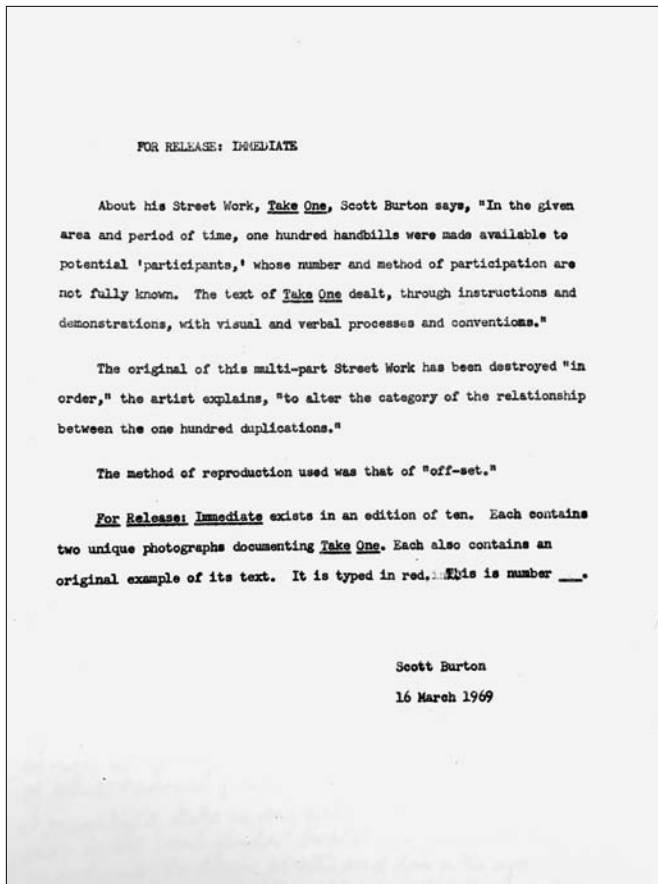 FOR RELEASE: IMMEDIATE
About his Street Work, Take One, Scott Burton says, "In the given
area and period of time, one hundred handbills were made available to
potential 'participants,' whose number and method of participation are
not fully known. The text of Take One dealt, through instructions and
demonstrations, with visual and verbal processes and conventions."
The original of this multi-part Street Work has been destroyed "in
order," the artist explains, "to alter the category of the relationship
between the one hundred duplications."
The method of reproduction used was that of "off-set."
For Release: Immediate exists in an edition of ten. Each contains
two unique photographs documenting Take One. Each also contains an
original example of its text. It is typed in red. This is number ___.
Scott Burton
16 March 1969